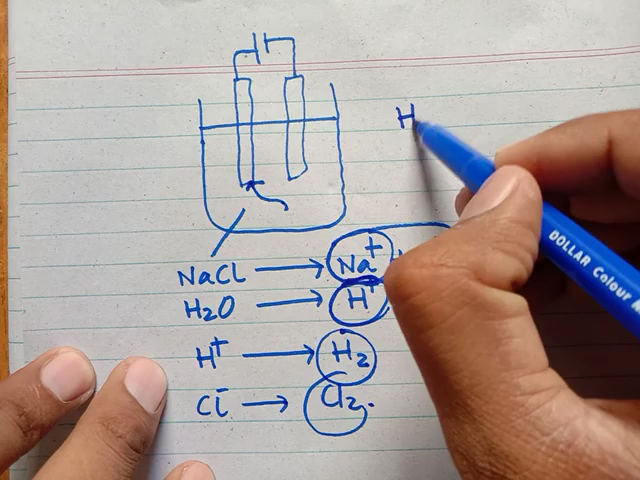 H
NaCl → Na⁺
H₂O → H⁺
H⁺ → H₂
Cl⁻ → Cl₂.
DOLLAR Colour